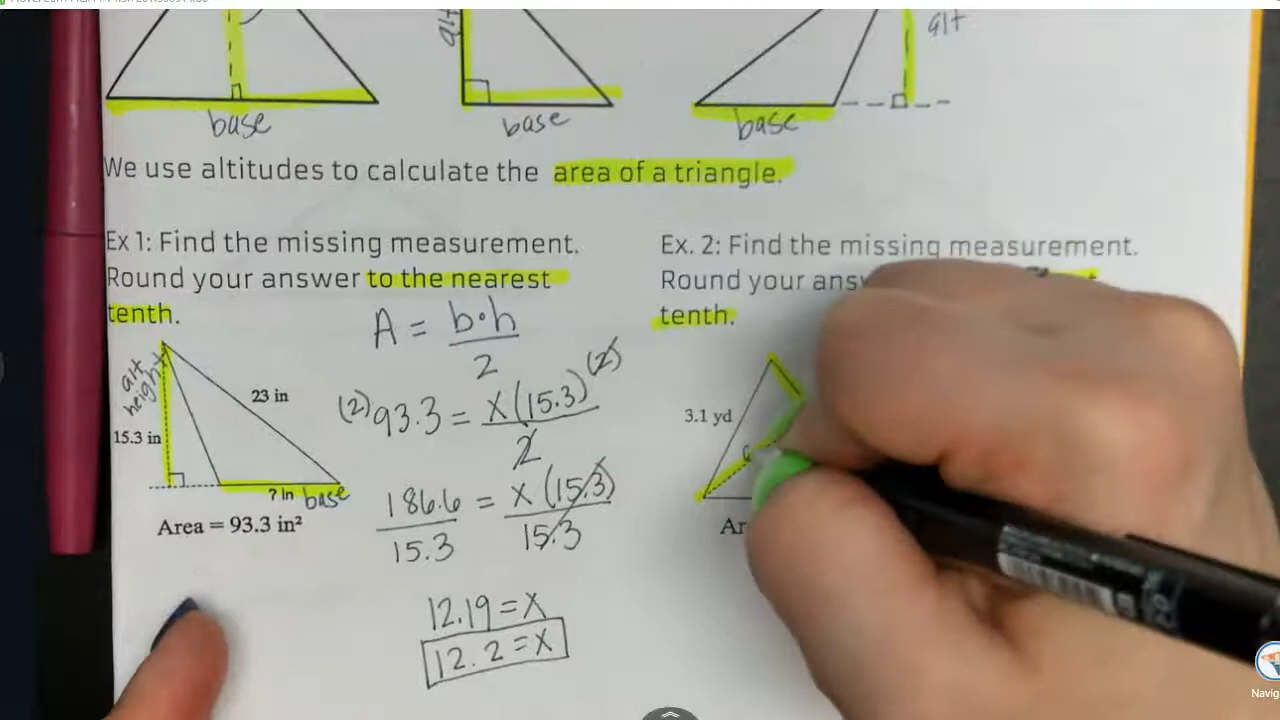 alt
alt
base
base
base
We use altitudes to calculate the area of a triangle.
Ex 1: Find the missing measurement.
Round your answer to the nearest
tenth.
A = b·h
2
alt
height
23 in
15.3 in
? in base
Area = 93.3 in²
(2)93.3 = x(15.3)(2)
2
186.6 = x(15.3)
15.3 15.3
12.19 = x
12.2 = x
Ex. 2: Find the missing measurement.
Round your
tenth.
3.1 yd